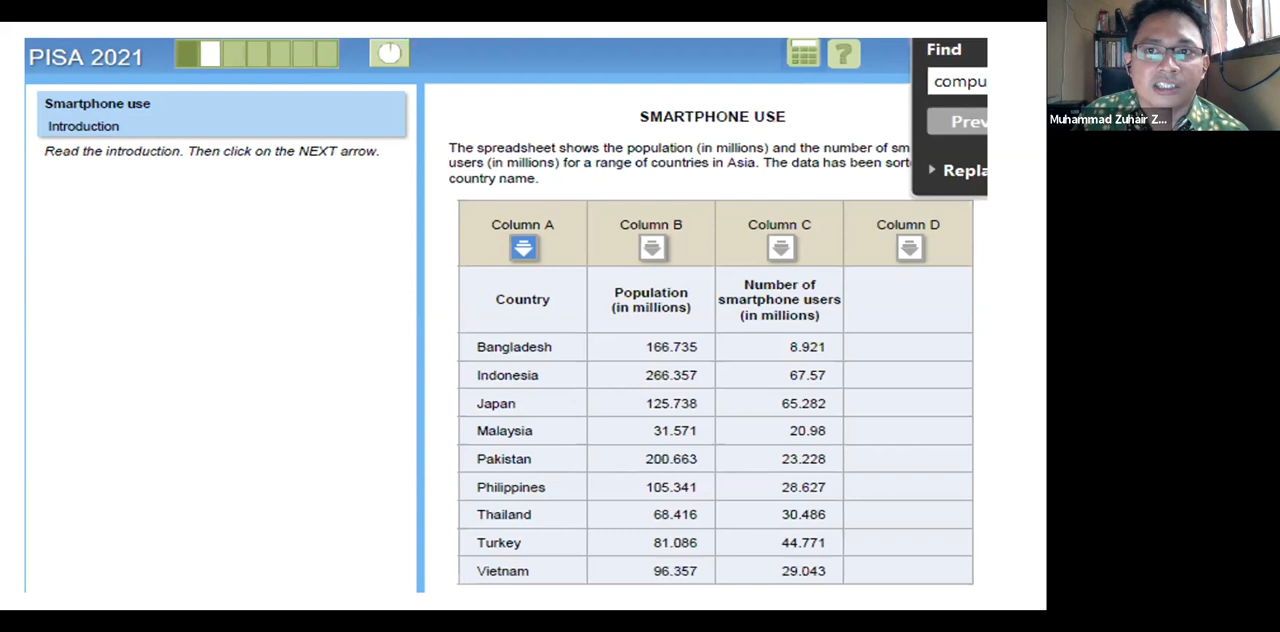 PISA 2021
?
Find
compu
Prev
Repla
Smartphone use
Introduction
Read the introduction. Then click on the NEXT arrow.
SMARTPHONE USE
The spreadsheet shows the population (in millions) and the number of sm
users (in millions) for a range of countries in Asia. The data has been sort
country name.
Column A Column B Column C Column D
Country Population (in millions) Number of smartphone users (in millions)
Bangladesh 166.735 8.921
Indonesia 266.357 67.57
Japan 125.738 65.282
Malaysia 31.571 20.98
Pakistan 200.663 23.228
Philippines 105.341 28.627
Thailand 68.416 30.486
Turkey 81.086 44.771
Vietnam 96.357 29.043
Muhammad Zuhair Z...